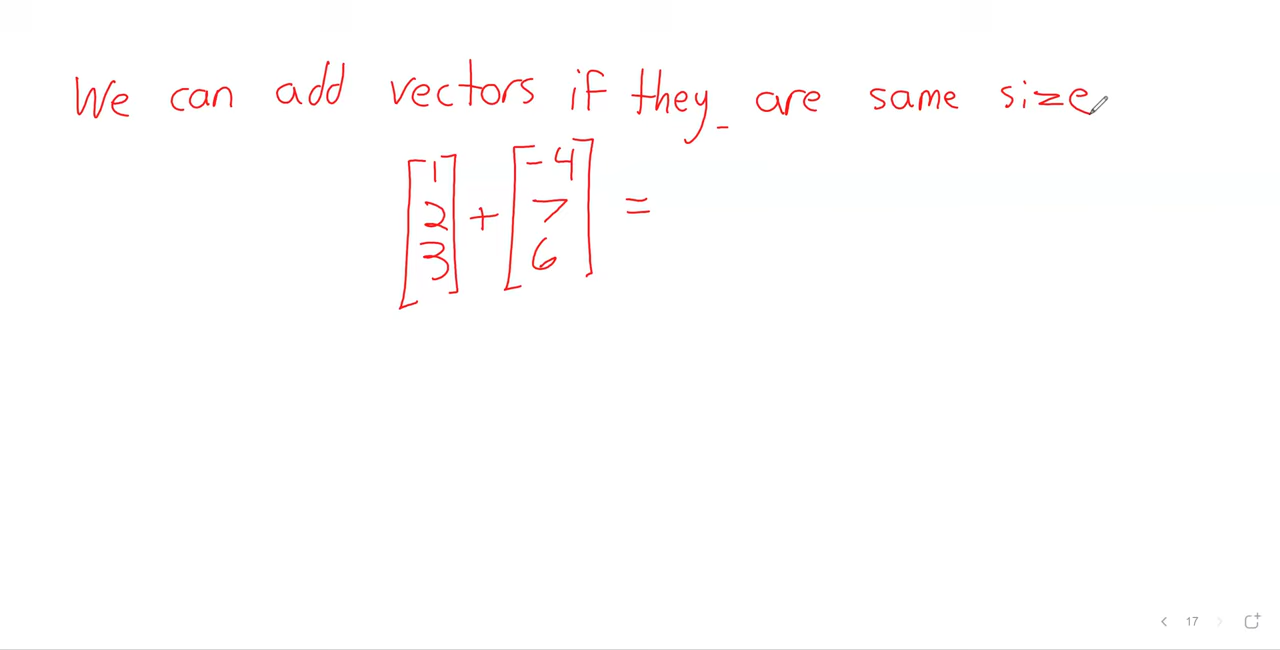 We can add vectors if they are same size
[1 2 3] + [-4 7 6] =
17